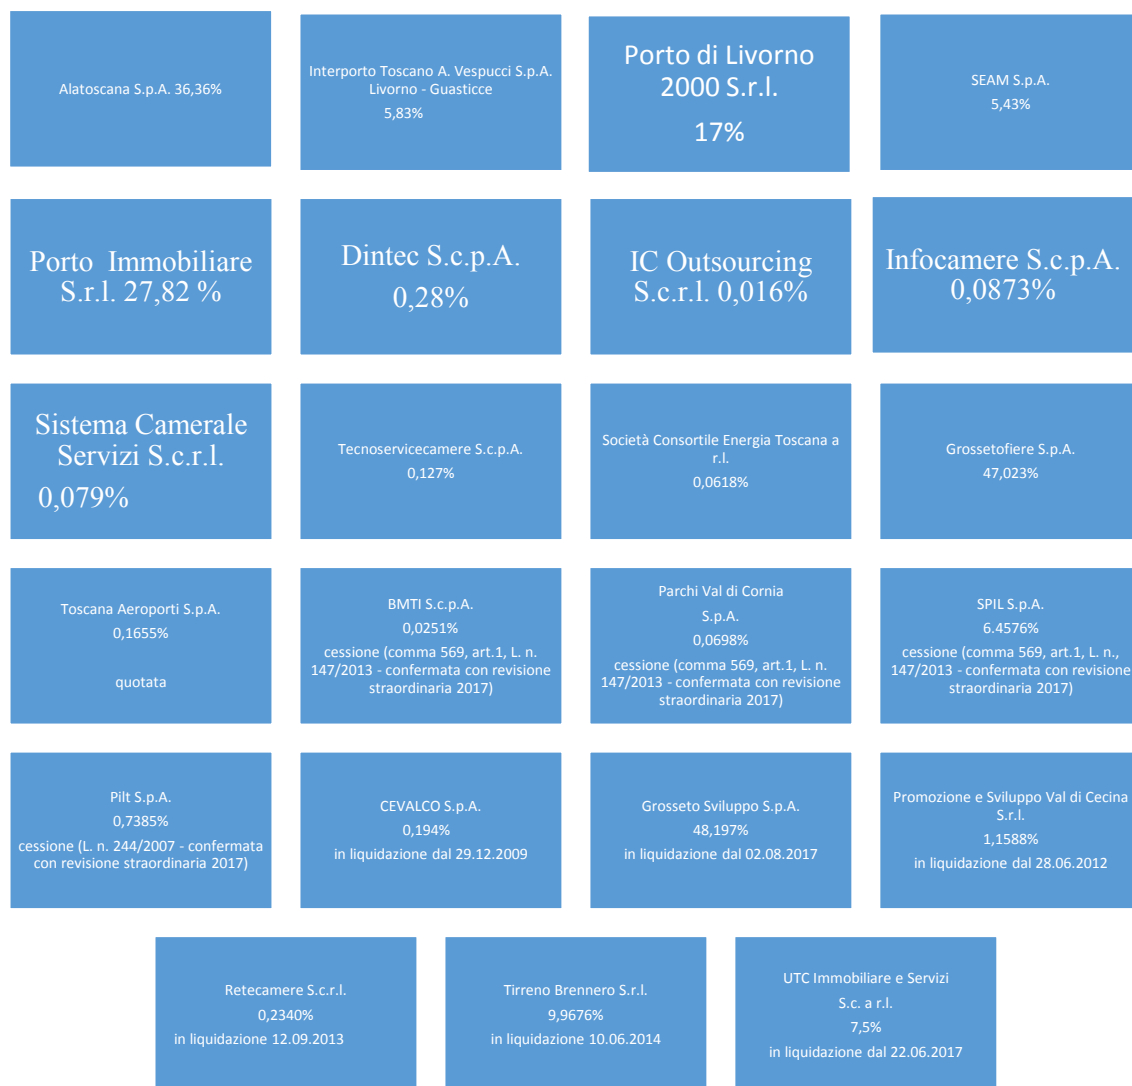 Alatoscana S.p.A. 36,36%
Interporto Toscano A. Vespucci S.p.A.
Livorno - Guasticce
5,83%
Porto di Livorno
2000 S.r.l.
17%
SEAM S.p.A.
5,43%
Porto Immobiliare
S.r.l. 27,82 %
Dintec S.c.p.A.
0,28%
IC Outsourcing
S.c.r.l. 0,016%
Infocamere S.c.p.A.
0,0873%
Sistema Camerale
Servizi S.c.r.l.
0,079%
Tecnoservicecamere S.c.p.A.
0,127%
Società Consortile Energia Toscana a
r.l.
0,0618%
Grossetofiere S.p.A.
47,023%
Toscana Aeroporti S.p.A.
0,1655%
quotata
BMTI S.c.p.A.
0,0251%
cessione (comma 569, art.1, L. n.
147/2013 - confermata con revisione
straordinaria 2017)
Parchi Val di Cornia
S.p.A.
0,0698%
cessione (comma 569, art.1, L. n.
147/2013 - confermata con revisione
straordinaria 2017)
SPIL S.p.A.
6.4576%
cessione (comma 569, art.1, L. n.,
147/2013 - confermata con revisione
straordinaria 2017)
Pilt S.p.A.
0,7385%
cessione (L. n. 244/2007 - confermata
con revisione straordinaria 2017)
CEVALCO S.p.A.
0,194%
in liquidazione dal 29.12.2009
Grosseto Sviluppo S.p.A.
48,197%
in liquidazione dal 02.08.2017
Promozione e Sviluppo Val di Cecina
S.r.l.
1,1588%
in liquidazione dal 28.06.2012
Retecamere S.c.r.l.
0,2340%
in liquidazione 12.09.2013
Tirreno Brennero S.r.l.
9,9676%
in liquidazione 10.06.2014
UTC Immobiliare e Servizi
S.c. a r.l.
7,5%
in liquidazione dal 22.06.2017